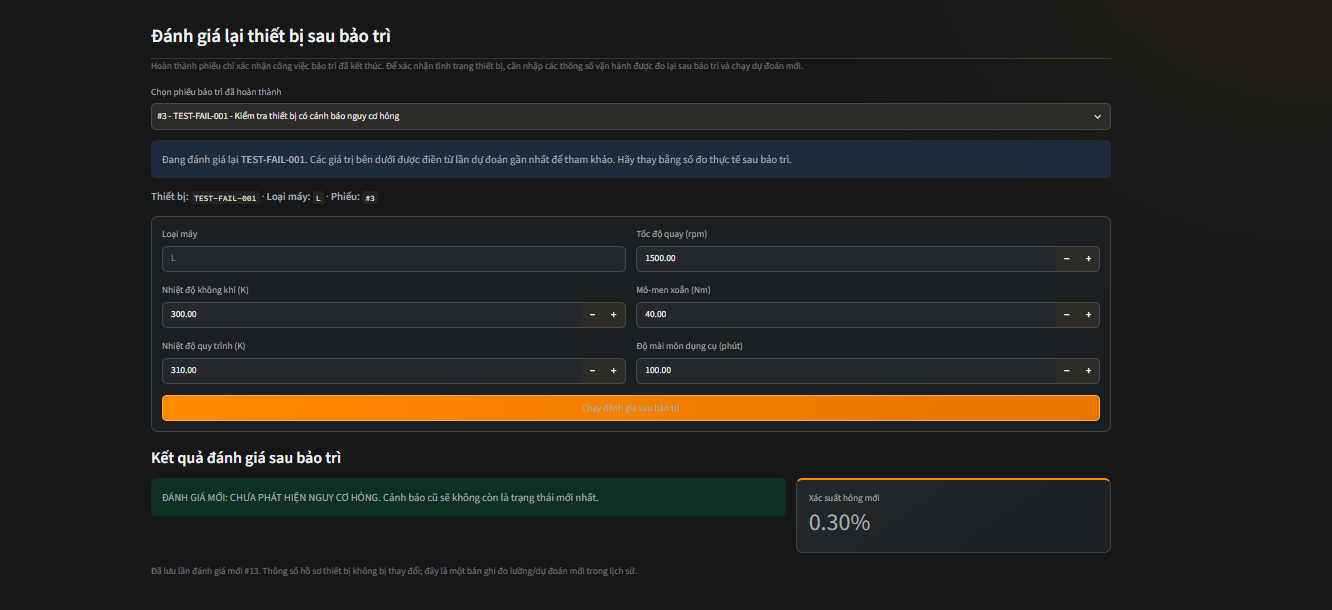 Đánh giá lại thiết bị sau bảo trì
Hoàn thành phiếu chỉ xác nhận công việc bảo trì đã kết thúc. Để xác nhận tình trạng thiết bị, cần nhập các thông số vận hành được đo lại sau bảo trì và chạy dự đoán mới.
Chọn phiếu bảo trì đã hoàn thành
#3 - TEST-FAIL-001 - Kiểm tra thiết bị có cảnh báo nguy cơ hỏng
Đang đánh giá lại TEST-FAIL-001. Các giá trị bên dưới được điền từ lần dự đoán gần nhất để tham khảo. Hãy thay bằng số đo thực tế sau bảo trì.
Thiết bị: TEST-FAIL-001 · Loại máy: L · Phiếu: #3
Loại máy
L
Tốc độ quay (rpm)
1500.00
Nhiệt độ không khí (K)
300.00
Mô-men xoắn (Nm)
40.00
Nhiệt độ quy trình (K)
310.00
Độ mài mòn dụng cụ (phút)
100.00
Chạy đánh giá sau bảo trì
Kết quả đánh giá sau bảo trì
ĐÁNH GIÁ MỚI: CHƯA PHÁT HIỆN NGUY CƠ HỎNG. Cảnh báo cũ sẽ không còn là trạng thái mới nhất.
Xác suất hỏng mới
0.30%
Đã lưu lần đánh giá mới #13. Thông số hồ sơ thiết bị không bị thay đổi; đây là một bản ghi đo lường/dự đoán mới trong lịch sử.